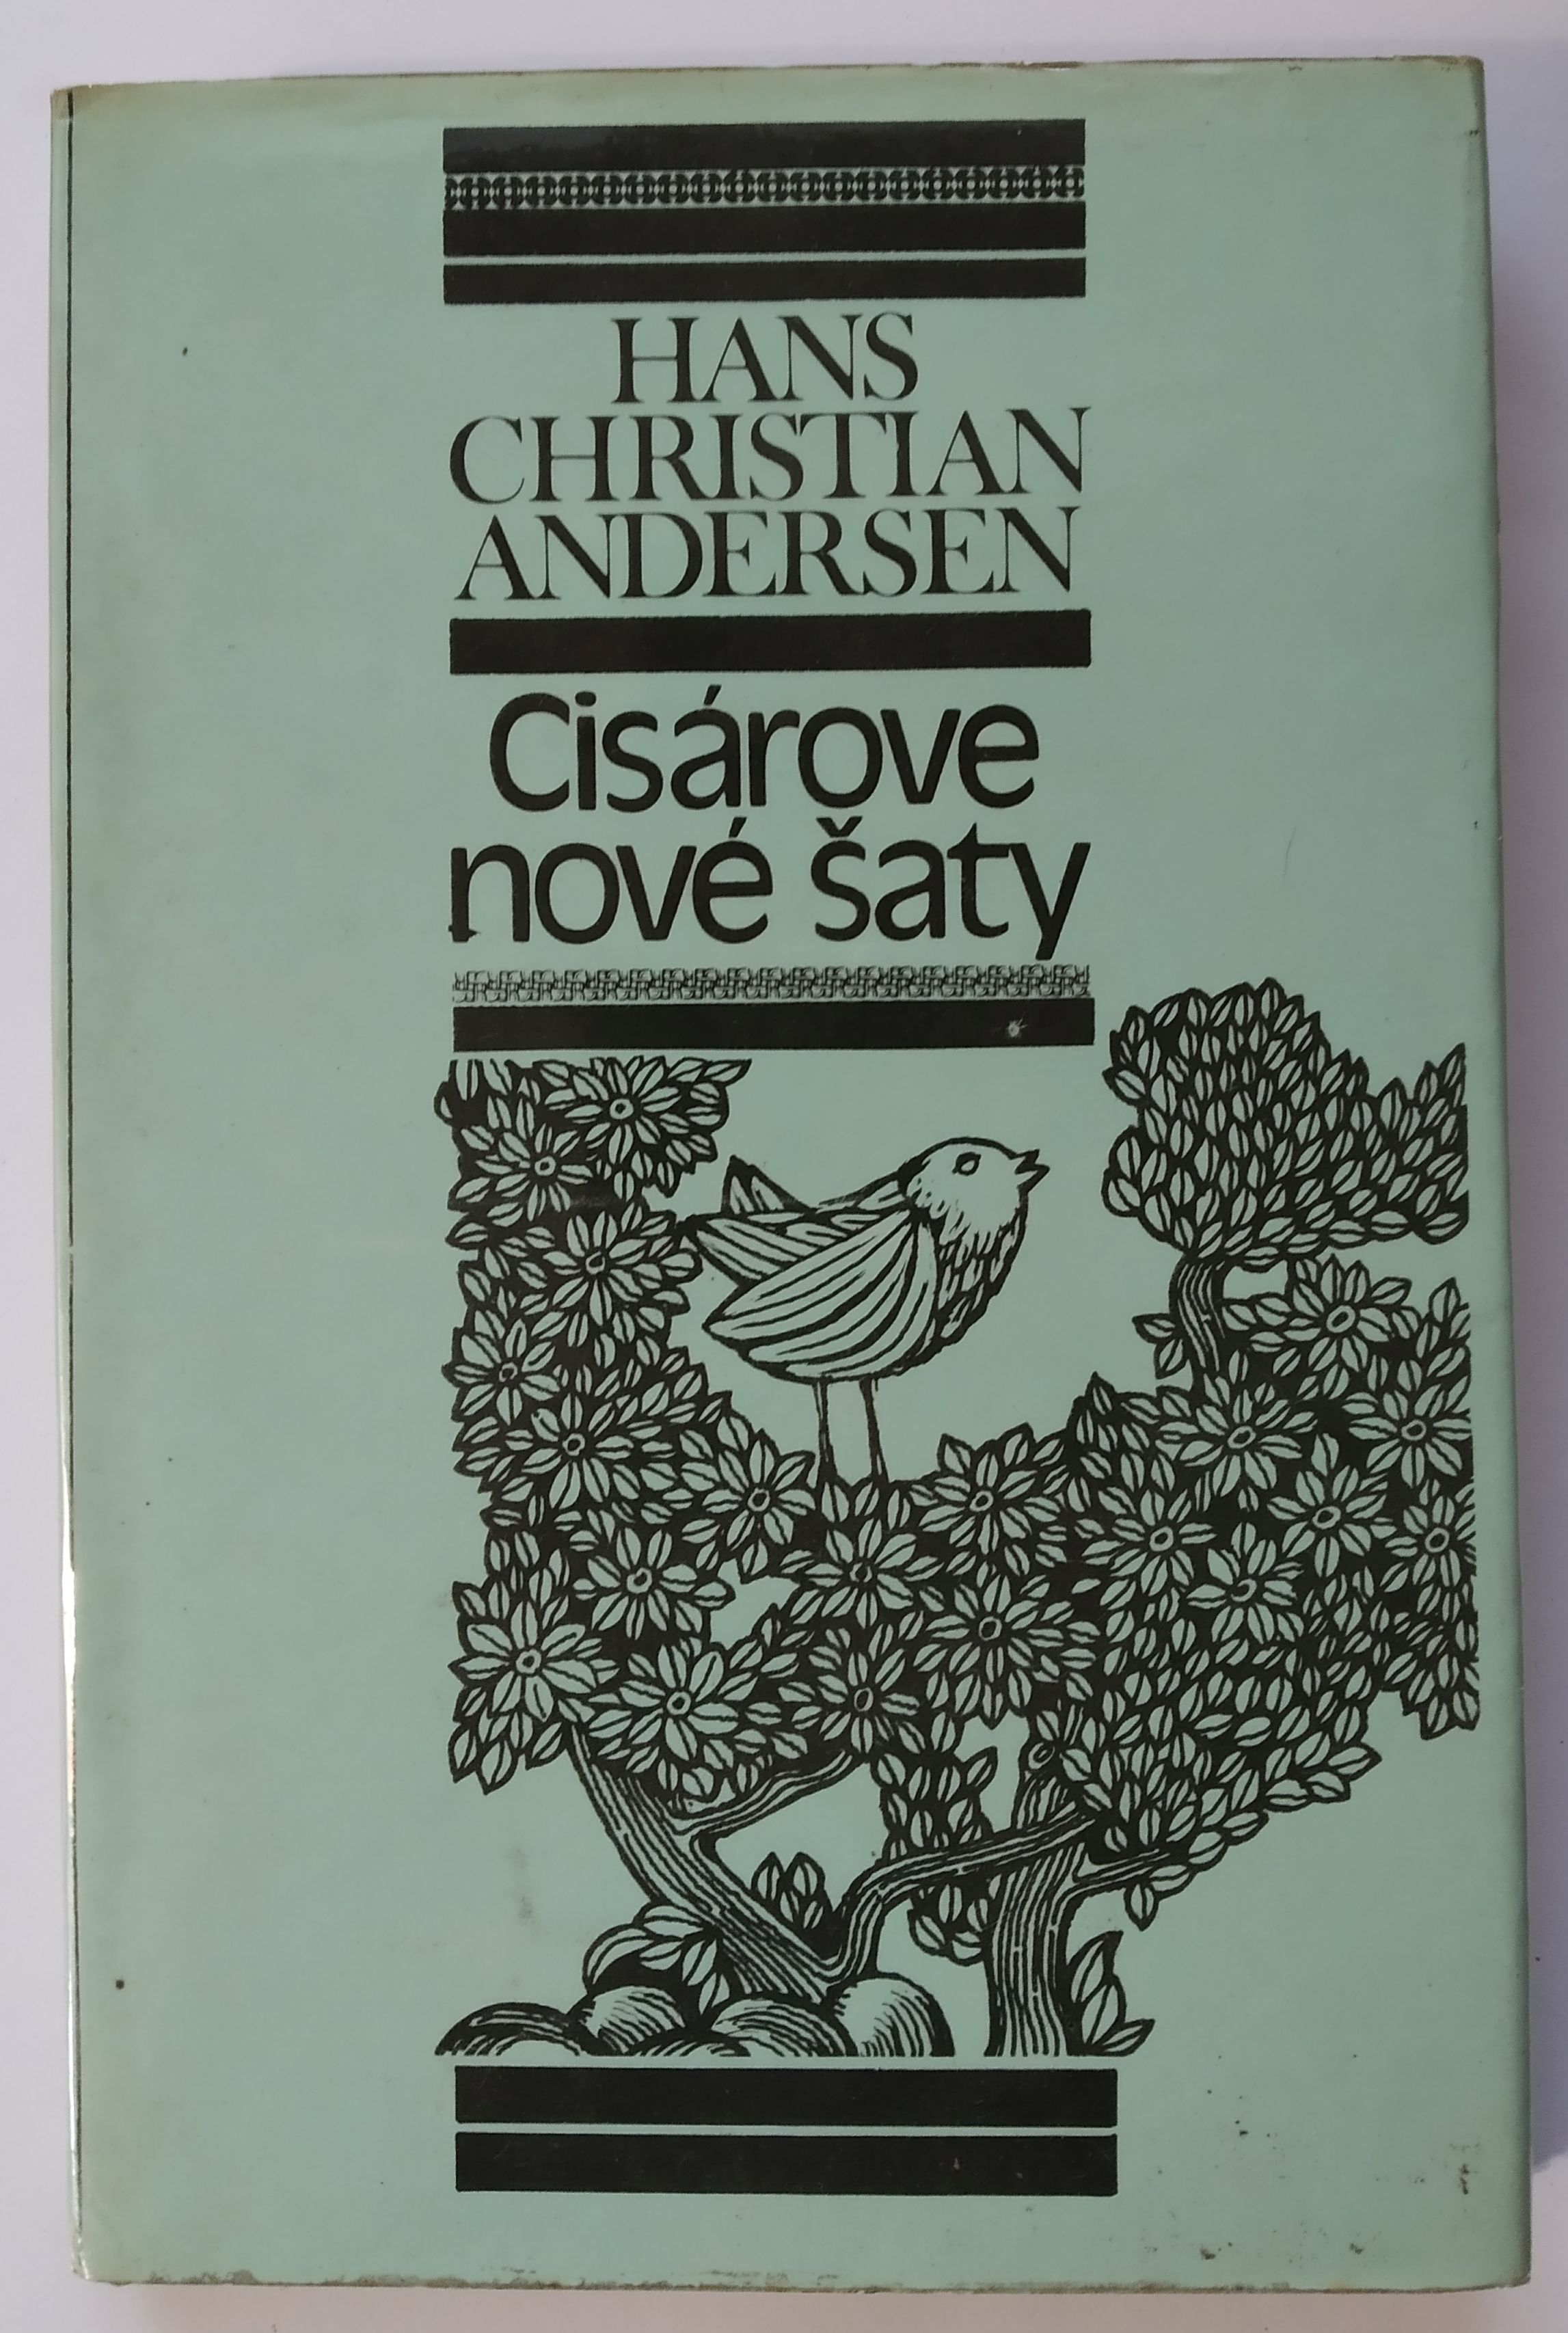 HANS
CHRISTIAN
ANDERSEN
Cisárove
nové šaty